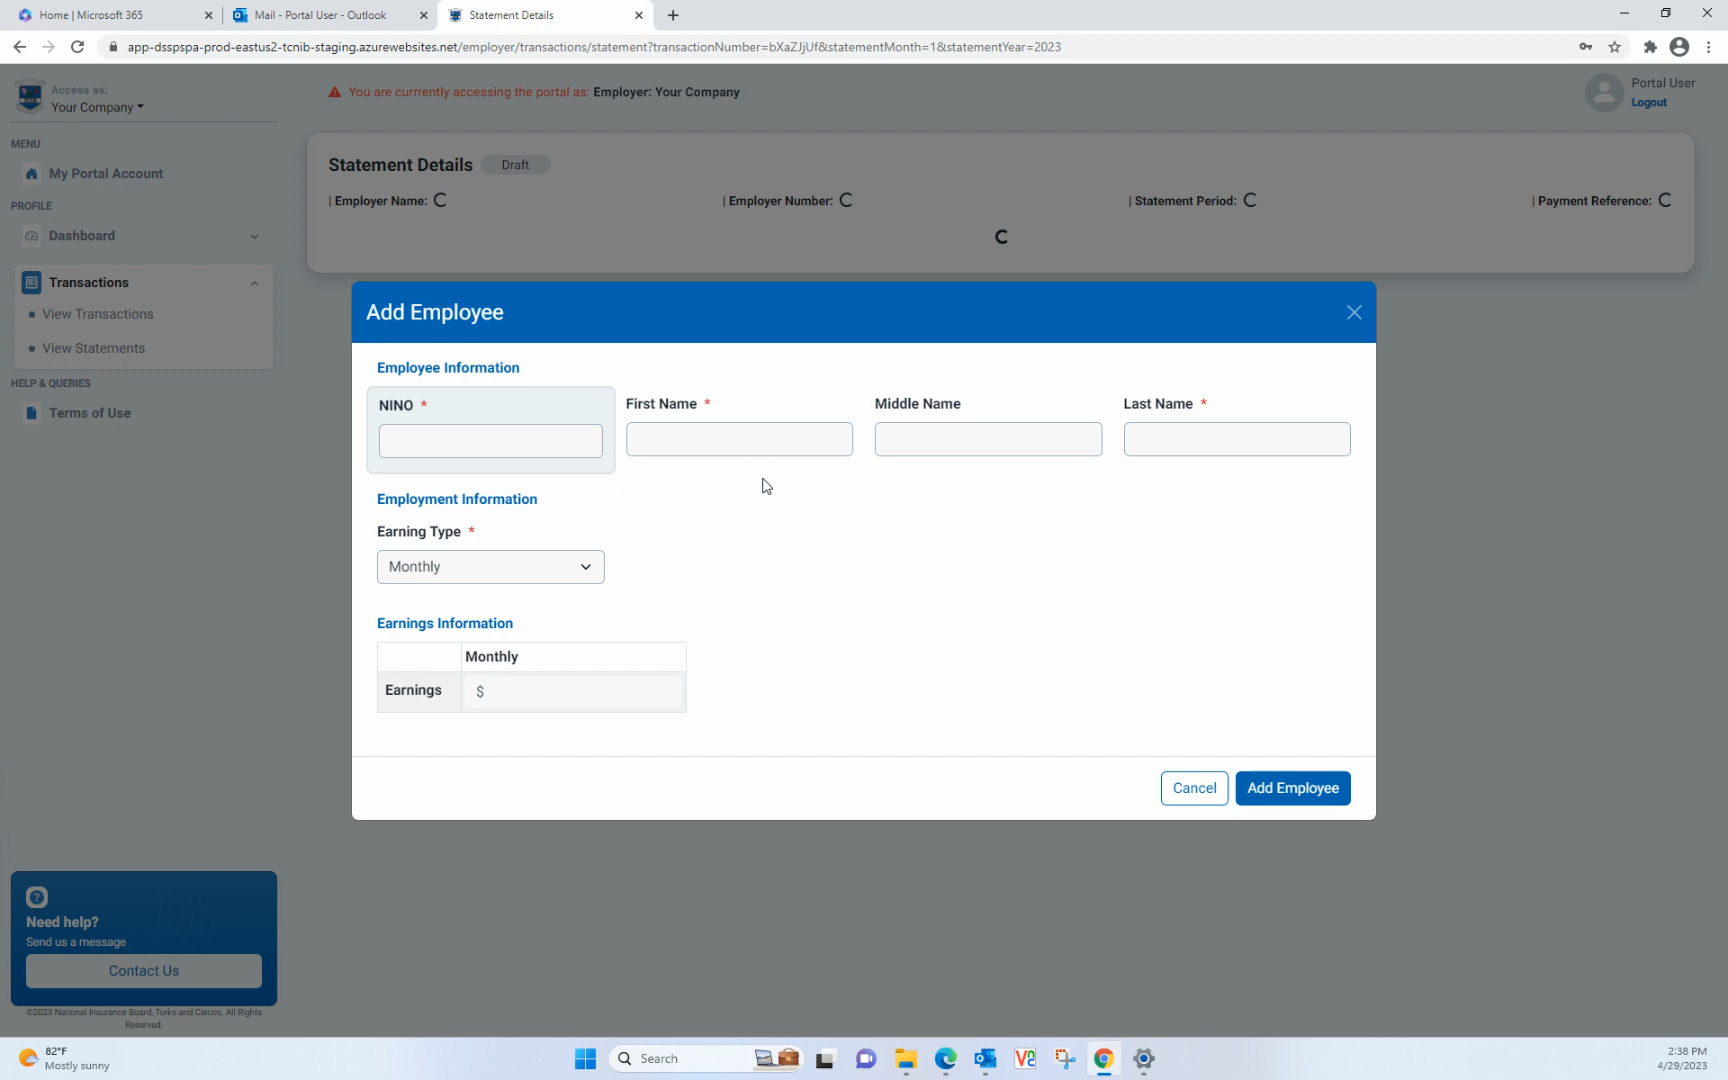 Home | Microsoft 365
Mail - Portal User - Outlook
Statement Details
app-dsspspa-prod-eastus2-tcnib-staging.azurewebsites.net/employer/transactions/statement?transactionNumber=bXaZJjUf&statementMonth=1&statementYear=2023
Access as:
Your Company
You are currrently accessing the portal as: Employer: Your Company
Portal User
Logout
MENU
My Portal Account
PROFILE
Dashboard
Transactions
View Transactions
View Statements
HELP & QUERIES
Terms of Use
Statement Details Draft
| Employer Name:
| Employer Number:
| Statement Period:
| Payment Reference:
Add Employee
Employee Information
NINO *
First Name *
Middle Name
Last Name *
Employment Information
Earning Type *
Monthly
Earnings Information
Monthly
Earnings $
Cancel
Add Employee
Need help?
Send us a message
Contact Us
©2023 National Insurance Board, Turks and Caicos. All Rights
Reserved.
82°F
Mostly sunny
Search
2:38 PM
4/29/2023